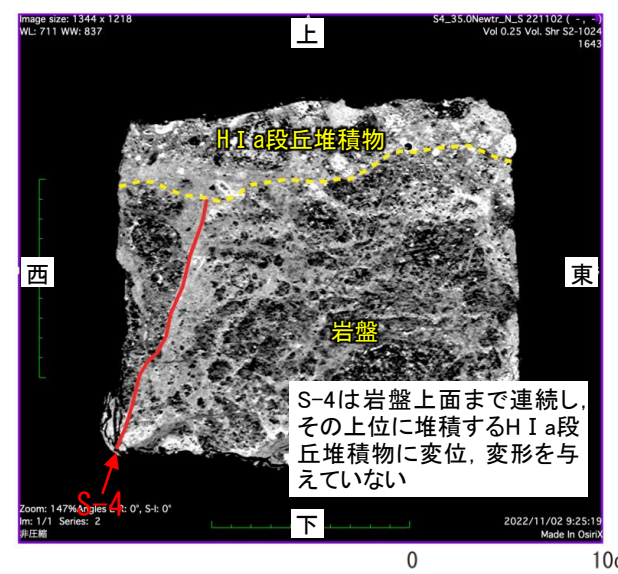 Image size: 1344 x 1218
WL: 711 WW: 837
上
S4_35.0Newtr_N_S 221102 ( - , - )
Vol 0.25 Vol. Shr S2-1024
1643
HⅠa段丘堆積物
西
東
岩盤
S-4は岩盤上面まで連続し,
その上位に堆積するHⅠa段
丘堆積物に変位，変形を与
えていない
S-4
Zoom: 147%Angles L-R: 0°, S-I: 0°
Im: 1/1 Series: 2
非圧縮
下
2022/11/02 9:25:19
Made In OsiriX
0 10c